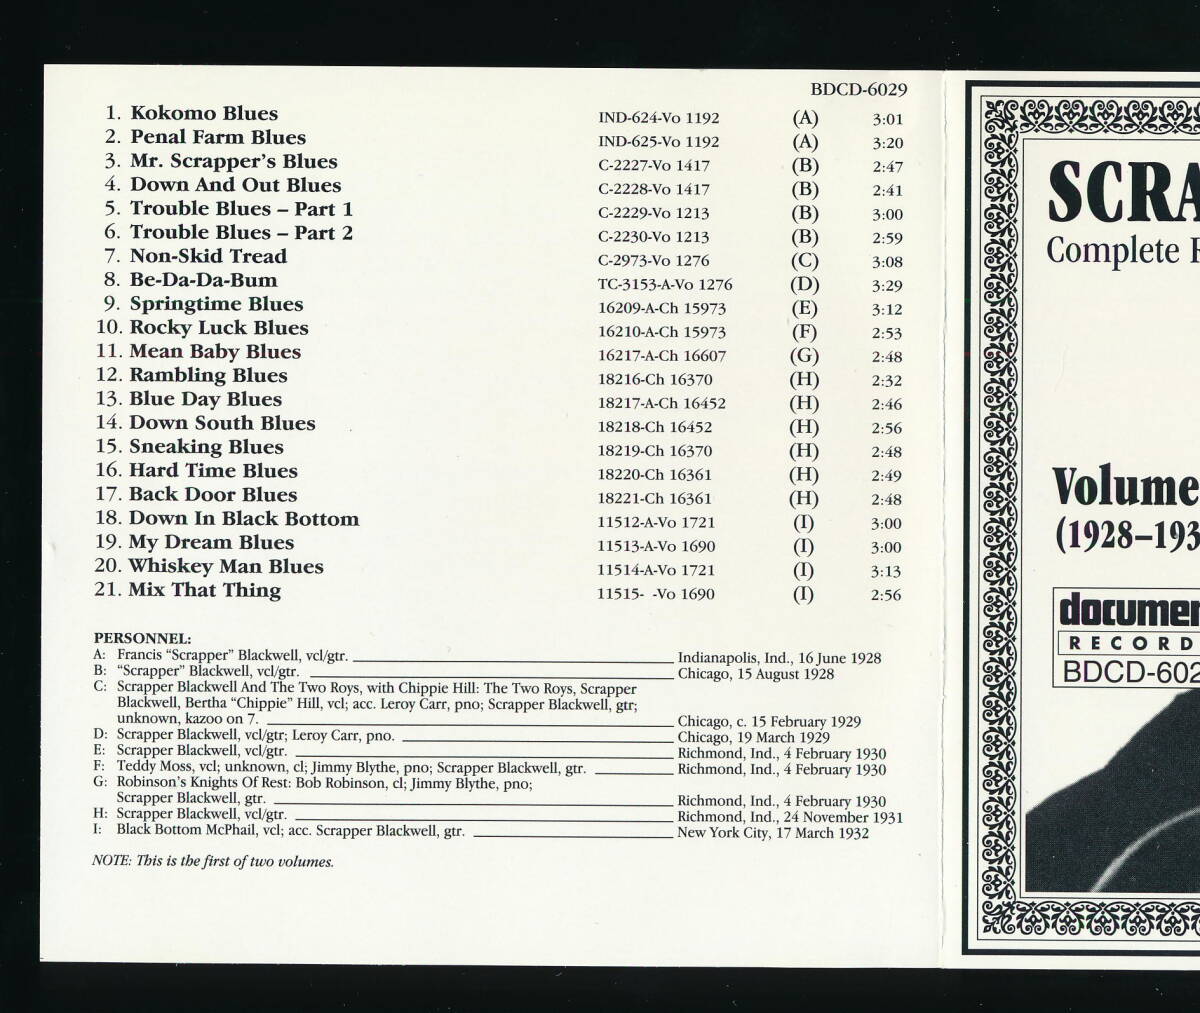 BDCD-6029
1. Kokomo Blues IND-624-Vo 1192 (A) 3:01
2. Penal Farm Blues IND-625-Vo 1192 (A) 3:20
3. Mr. Scrapper's Blues C-2227-Vo 1417 (B) 2:47
4. Down And Out Blues C-2228-Vo 1417 (B) 2:41
5. Trouble Blues – Part 1 C-2229-Vo 1213 (B) 3:00
6. Trouble Blues – Part 2 C-2230-Vo 1213 (B) 2:59
7. Non-Skid Tread C-2973-Vo 1276 (C) 3:08
8. Be-Da-Da-Bum TC-3153-A-Vo 1276 (D) 3:29
9. Springtime Blues 16209-A-Ch 15973 (E) 3:12
10. Rocky Luck Blues 16210-A-Ch 15973 (F) 2:53
11. Mean Baby Blues 16217-A-Ch 16607 (G) 2:48
12. Rambling Blues 18216-Ch 16370 (H) 2:32
13. Blue Day Blues 18217-A-Ch 16452 (H) 2:46
14. Down South Blues 18218-Ch 16452 (H) 2:56
15. Sneaking Blues 18219-Ch 16370 (H) 2:48
16. Hard Time Blues 18220-Ch 16361 (H) 2:49
17. Back Door Blues 18221-Ch 16361 (H) 2:48
18. Down In Black Bottom 11512-A-Vo 1721 (I) 3:00
19. My Dream Blues 11513-A-Vo 1690 (I) 3:00
20. Whiskey Man Blues 11514-A-Vo 1721 (I) 3:13
21. Mix That Thing 11515- -Vo 1690 (I) 2:56
PERSONNEL:
A: Francis "Scrapper" Blackwell, vcl/gtr. Indianapolis, Ind., 16 June 1928
B: "Scrapper" Blackwell, vcl/gtr. Chicago, 15 August 1928
C: Scrapper Blackwell And The Two Roys, with Chippie Hill: The Two Roys, Scrapper
Blackwell, Bertha "Chippie" Hill, vcl; acc. Leroy Carr, pno; Scrapper Blackwell, gtr;
unknown, kazoo on 7. Chicago, c. 15 February 1929
D: Scrapper Blackwell, vcl/gtr; Leroy Carr, pno. Chicago, 19 March 1929
E: Scrapper Blackwell, vcl/gtr. Richmond, Ind., 4 February 1930
F: Teddy Moss, vcl; unknown, cl; Jimmy Blythe, pno; Scrapper Blackwell, gtr. Richmond, Ind., 4 February 1930
G: Robinson's Knights Of Rest: Bob Robinson, cl; Jimmy Blythe, pno;
Scrapper Blackwell, gtr. Richmond, Ind., 4 February 1930
H: Scrapper Blackwell, vcl/gtr. Richmond, Ind., 24 November 1931
I: Black Bottom McPhail, vcl; acc. Scrapper Blackwell, gtr. New York City, 17 March 1932
NOTE: This is the first of two volumes.
SCRA
Complete R
Volume
(1928–193
documen
RECORD
BDCD-602